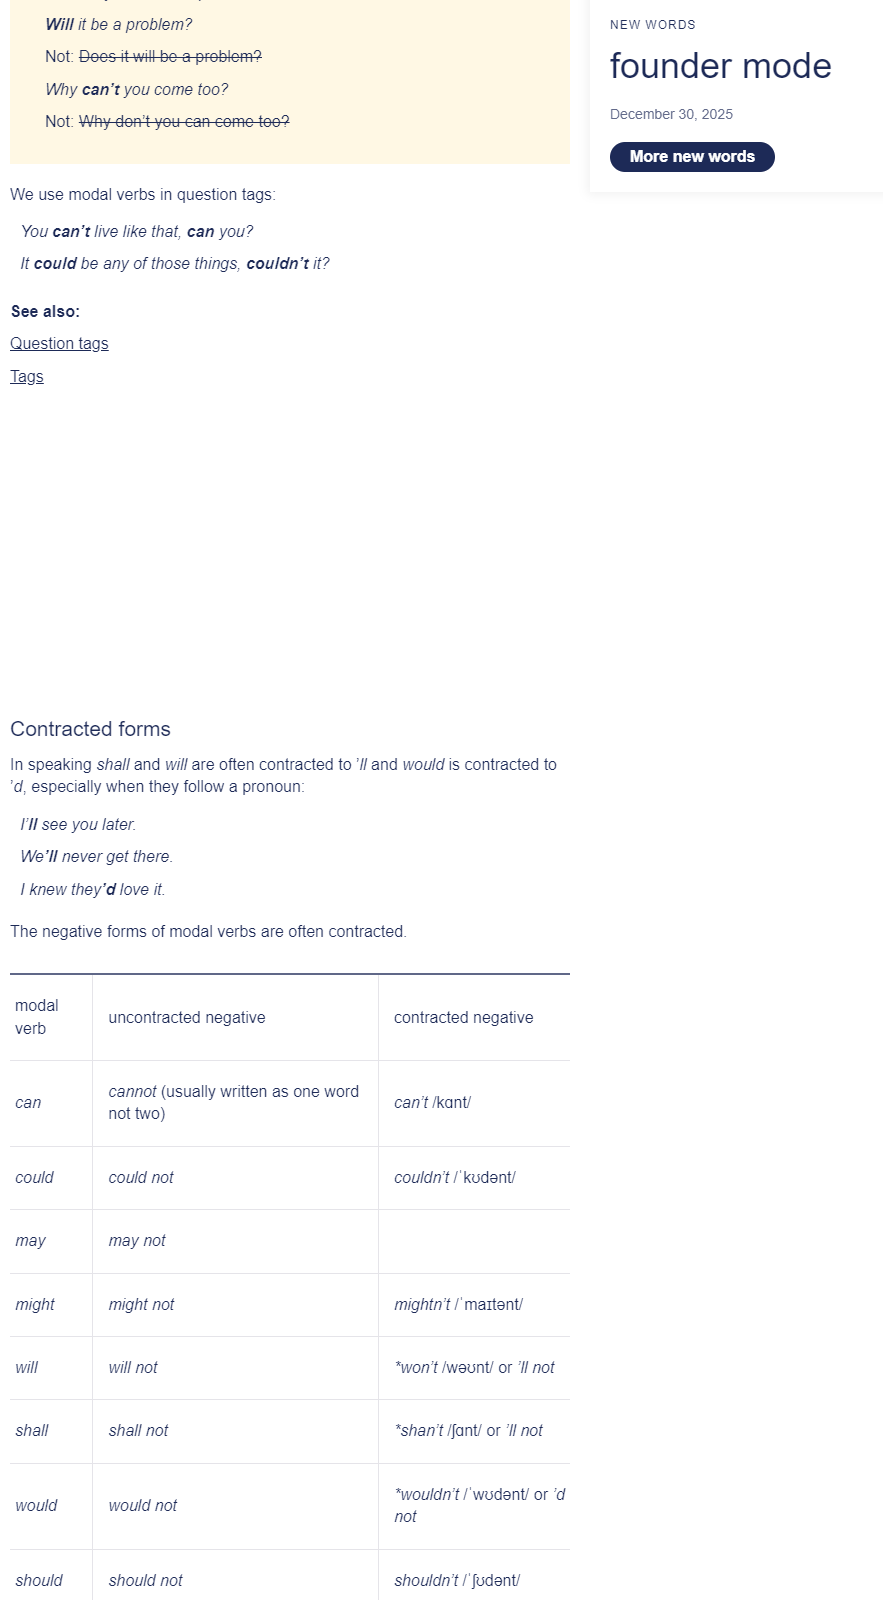 Will it be a problem?
Not: Does it will be a problem?
Why can’t you come too?
Not: Why don’t you can come too?
We use modal verbs in question tags:
You can’t live like that, can you?
It could be any of those things, couldn’t it?
See also:
Question tags
Tags
NEW WORDS
founder mode
December 30, 2025
More new words
Contracted forms
In speaking shall and will are often contracted to ’ll and would is contracted to
’d, especially when they follow a pronoun:
I’ll see you later.
We’ll never get there.
I knew they’d love it.
The negative forms of modal verbs are often contracted.
modal
verb
uncontracted negative
contracted negative
can
cannot (usually written as one word
not two)
can’t /kɑnt/
could
could not
couldn’t /ˈkʊdənt/
may
may not
might
might not
mightn’t /ˈmaɪtənt/
will
will not
*won’t /wəʊnt/ or ’ll not
shall
shall not
*shan’t /ʃɑnt/ or ’ll not
would
would not
*wouldn’t /ˈwʊdənt/ or ’d
not
should
should not
shouldn’t /ˈʃʊdənt/